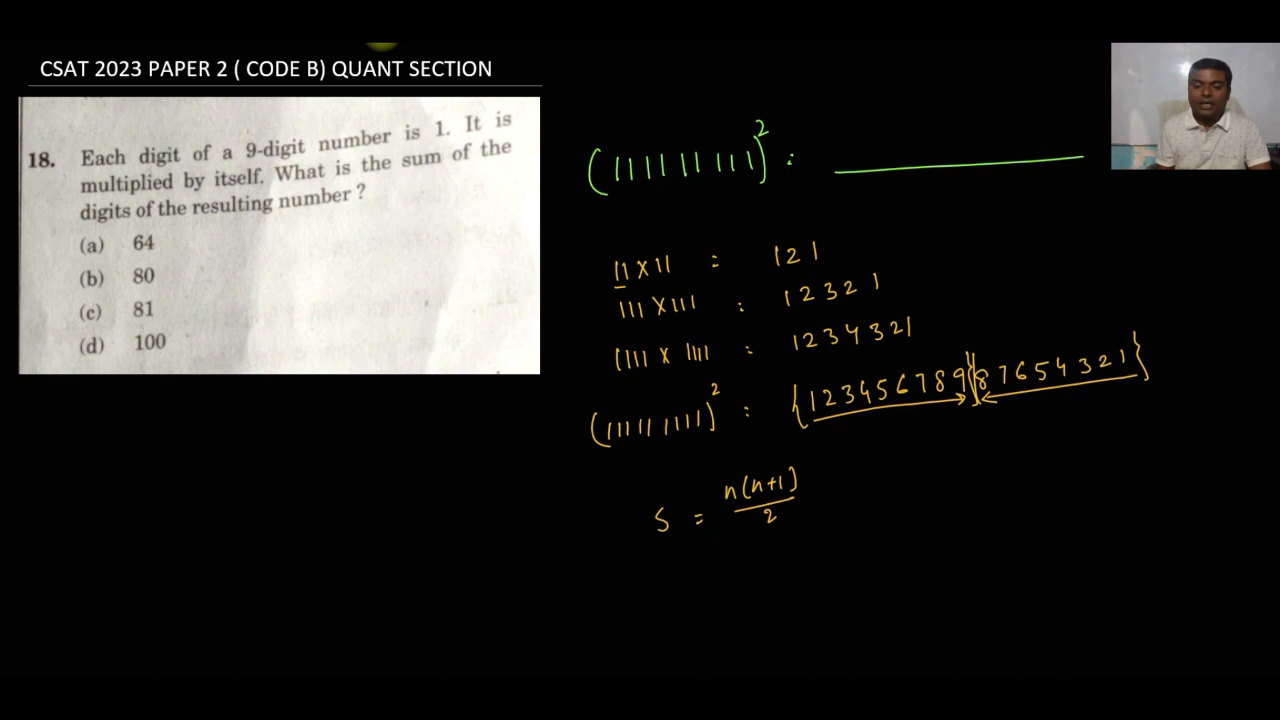 CSAT 2023 PAPER 2 ( CODE B) QUANT SECTION
18. Each digit of a 9-digit number is 1. It is
multiplied by itself. What is the sum of the
digits of the resulting number ?
(a) 64
(b) 80
(c) 81
(d) 100
(111111111)² :
11 X 11 : 121
111 X 111 : 12321
1111 X 1111 : 1234321
(111111111)² : {123456789}{87654321}
S = n(n+1)/2